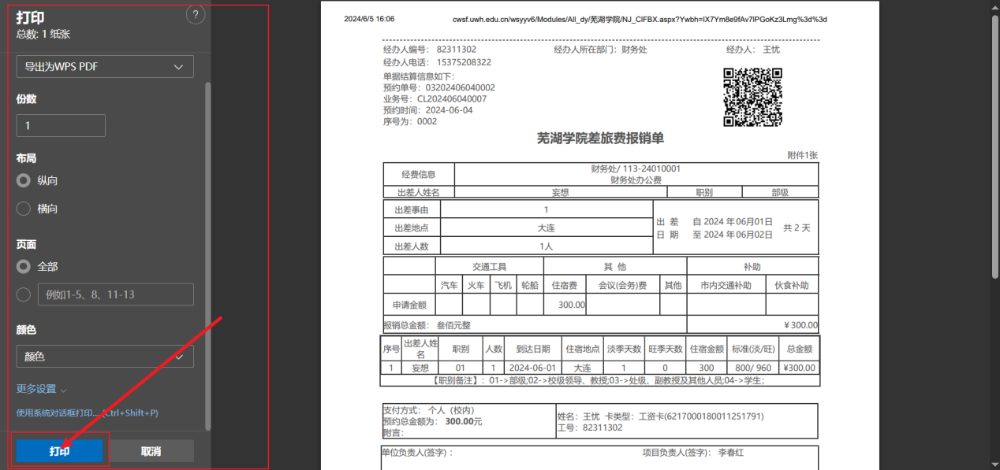 打印
?
总数: 1 纸张
导出为WPS PDF
份数
1
布局
纵向
横向
页面
全部
例如1-5、8、11-13
颜色
颜色
更多设置
使用系统对话框打印... (Ctrl+Shift+P)
打印 取消
2024/6/5 16:06 cwsf.uwh.edu.cn/wsyyv6/Modules/All_dy/芜湖学院/NJ_ClFBX.aspx?Ywbh=IX7Ym8e9fAv7lPGoKz3Lmg%3d%3d
经办人编号： 82311302 经办人所在部门：财务处 经办人： 王忧
经办人电话： 15375208322
单据结算信息如下：
预约单号：03202406040002
业务号：CL202406040007
预约时间：2024-06-04
序号为：0002
芜湖学院差旅费报销单
附件1张
经费信息 财务处/ 113-24010001
财务处办公费
出差人姓名 妄想 职别 部级
出差事由 1
出差地点 大连
出差人数 1人
出 差 自 2024 年06月01日
日 期 至 2024 年06月02日
共 2 天
交通工具 其 他 补助
汽车 火车 飞机 轮船 住宿费 会议(会务)费 其他 市内交通补助 伙食补助
申请金额 300.00
报销总金额： 叁佰元整 ¥ 300.00
序号 出差人姓名 职别 人数 到达日期 住宿地点 淡季天数 旺季天数 住宿金额 标准(淡/旺) 总金额
1 妄想 01 1 2024-06-01 大连 1 0 300 800/ 960 ¥300.00
【职别备注】：01->部级;02->校级领导、教授;03->处级、副教授及其他人员;04->学生；
支付方式： 个人（校内）
预约总金额为： 300.00元
附言：
姓名：王忧 卡类型：工资卡(6217000180011251791)
工号：82311302
单位负责人(签字)： 项目负责人(签字)： 李春红